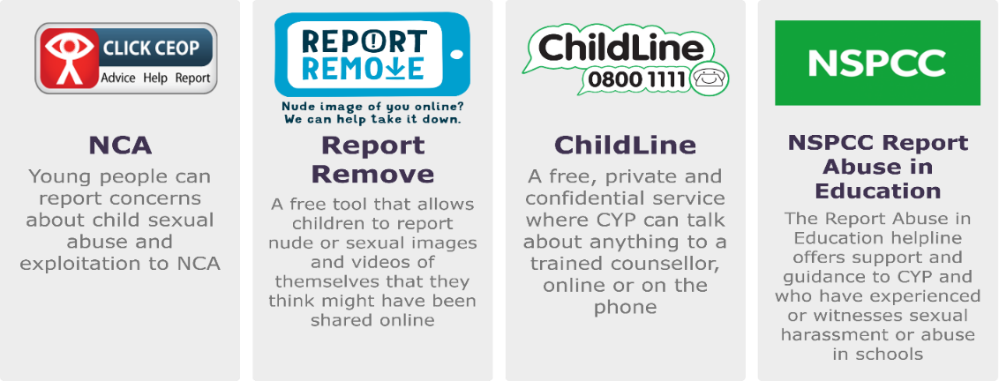 CLICK CEOP
Advice Help Report
NCA
Young people can
report concerns
about child sexual
abuse and
exploitation to NCA
REPORT
REMOVE
Nude image of you online?
We can help take it down.
Report
Remove
A free tool that allows
children to report
nude or sexual images
and videos of
themselves that they
think might have been
shared online
ChildLine
0800 1111
ChildLine
A free, private and
confidential service
where CYP can talk
about anything to a
trained counsellor,
online or on the
phone
NSPCC
NSPCC Report
Abuse in
Education
The Report Abuse in
Education helpline
offers support and
guidance to CYP and
who have experienced
or witnesses sexual
harassment or abuse
in schools